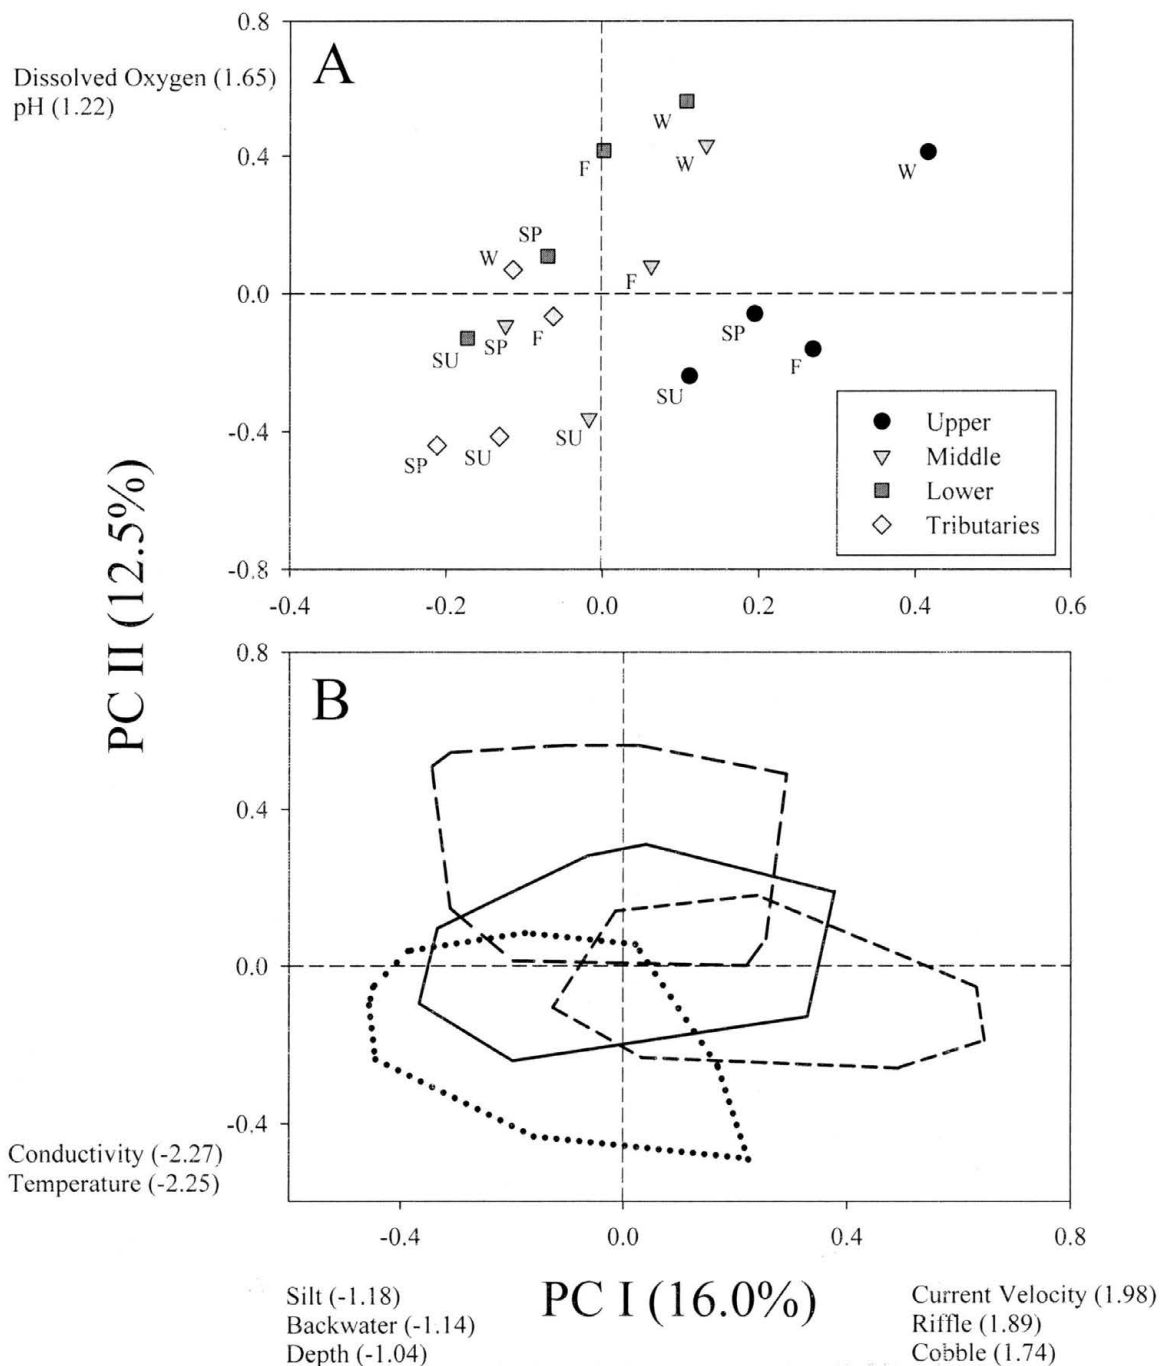 0.8
A
Dissolved Oxygen (1.65)
pH (1.22)
W
0.4
F
W
W
SP
W
F
0.0
SU
SP
F
SP
F
SU
Upper
-0.4
SP
SU
SU
Middle
Lower
Tributaries
-0.8
-0.4
-0.2
0.0
0.2
0.4
0.6
PC II (12.5%)
0.8
B
0.4
0.0
-0.4
Conductivity (-2.27)
Temperature (-2.25)
-0.4
0.0
0.4
0.8
PC I (16.0%)
Silt (-1.18)
Backwater (-1.14)
Depth (-1.04)
Current Velocity (1.98)
Riffle (1.89)
Cobble (1.74)